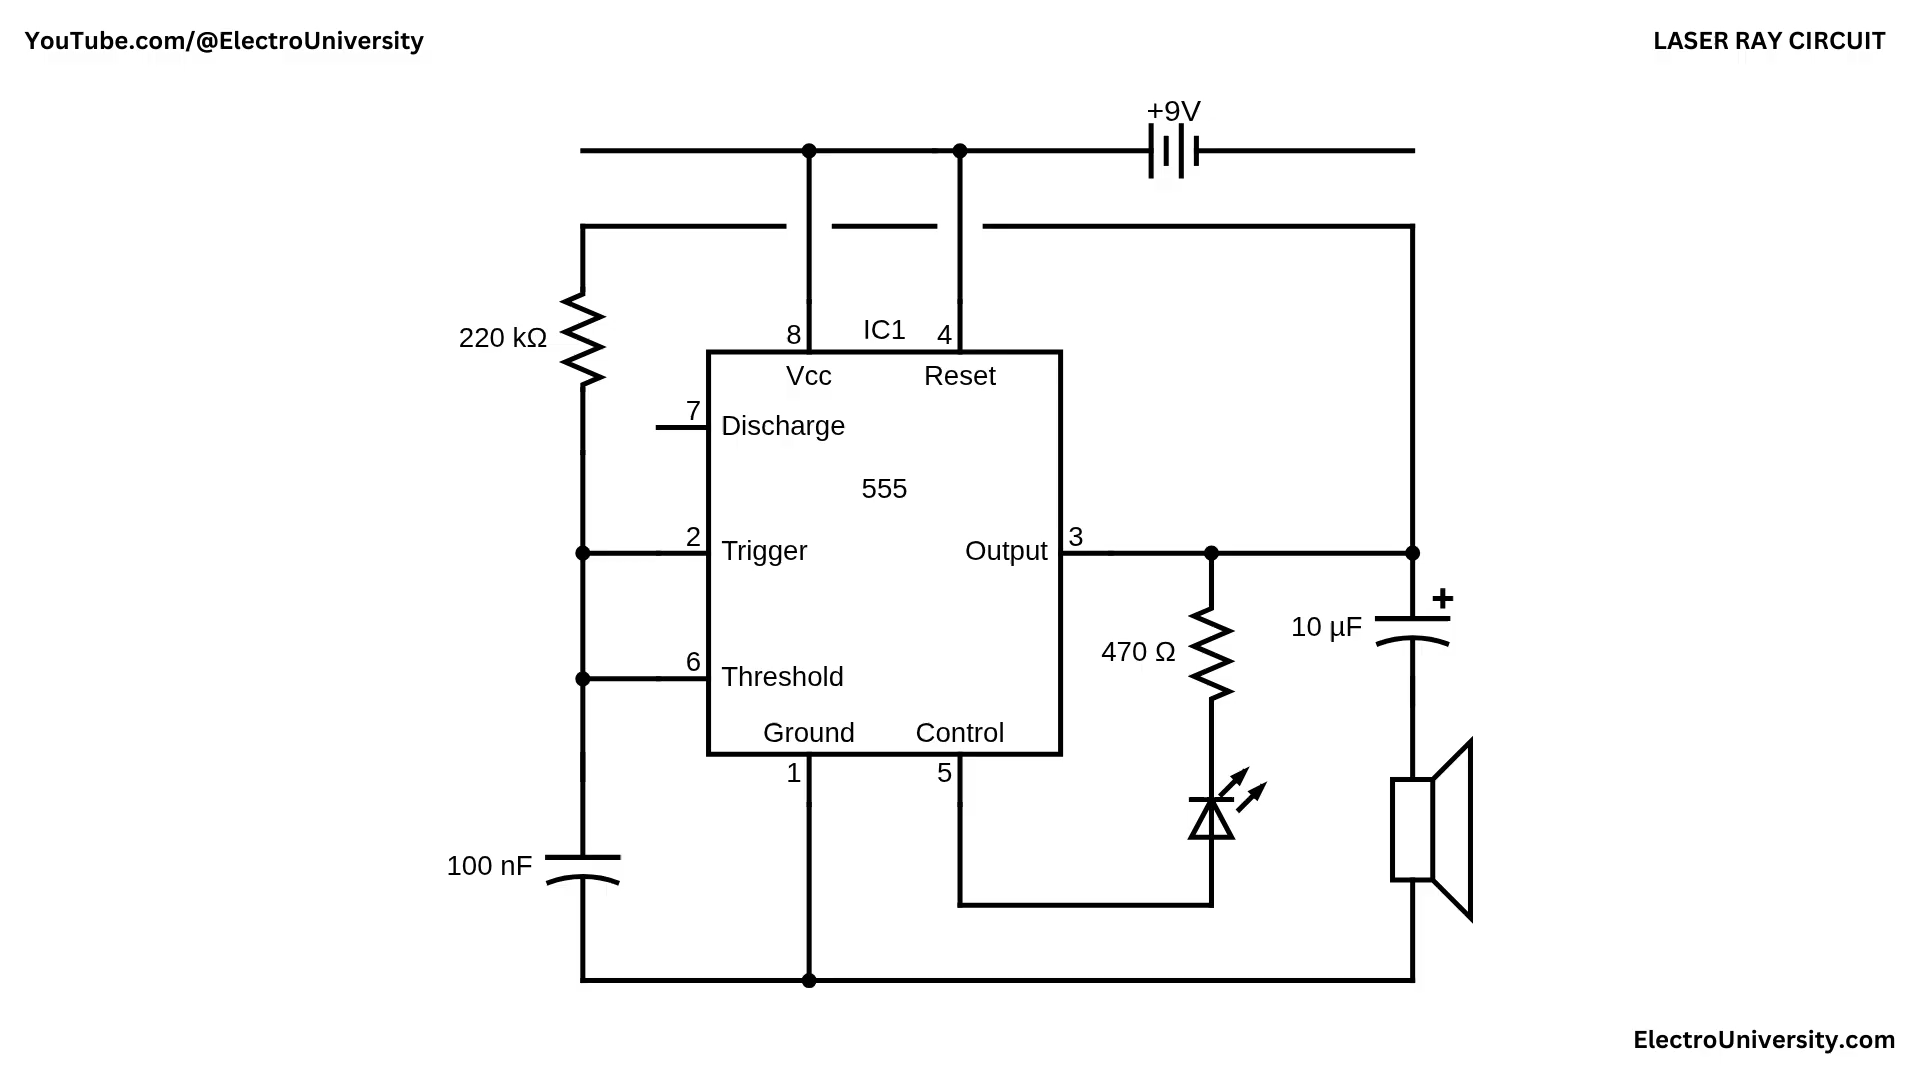 YouTube.com/@ElectroUniversity
LASER RAY CIRCUIT
+9V
220 kΩ
8
IC1
4
Vcc
Reset
7
Discharge
555
2
Trigger
Output
3
10 µF
470 Ω
6
Threshold
Ground
Control
1
5
100 nF
ElectroUniversity.com